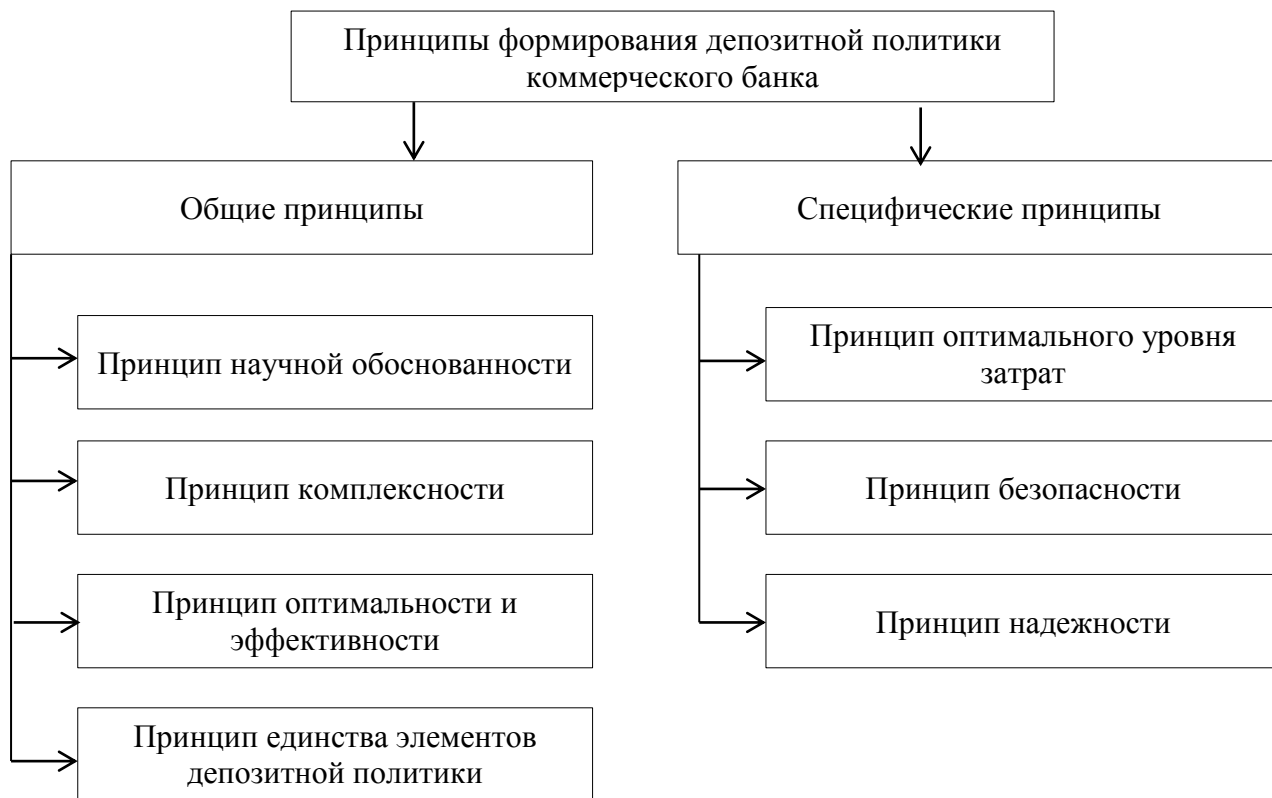 Принципы формирования депозитной политики
коммерческого банка
Общие принципы
Принцип научной обоснованности
Принцип комплексности
Принцип оптимальности и
эффективности
Принцип единства элементов
депозитной политики
Специфические принципы
Принцип оптимального уровня
затрат
Принцип безопасности
Принцип надежности